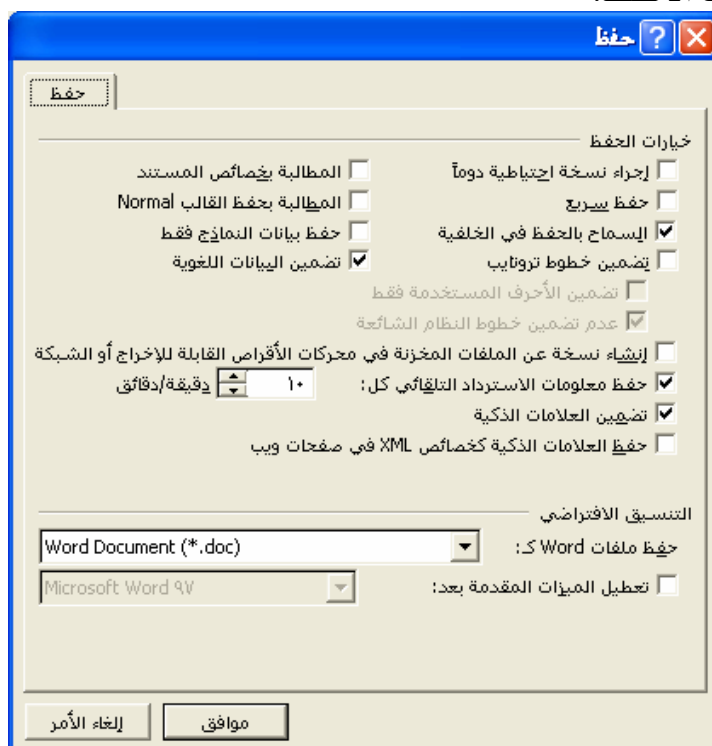 حفظ
حفظ
خيارات الحفظ
إجراء نسخة احتياطية دوماً المطالبة بخصائص المستند
حفظ سريع المطالبة بحفظ القالب Normal
السماح بالحفظ في الخلفية حفظ بيانات النماذج فقط
تضمين خطوط تروتايب تضمين البيانات اللغوية
تضمين الأحرف المستخدمة فقط
عدم تضمين خطوط النظام الشائعة
إنشاء نسخة عن الملفات المخزنة في محركات الأقراص القابلة للإخراج أو الشبكة
حفظ معلومات الاسترداد التلقائي كل: ١٠ دقيقة/دقائق
تضمين العلامات الذكية
حفظ العلامات الذكية كخصائص XML في صفحات ويب
التنسيق الافتراضي
حفظ ملفات Word كـ: Word Document (*.doc)
تعطيل الميزات المقدمة بعد: Microsoft Word ٩٧
موافق إلغاء الأمر